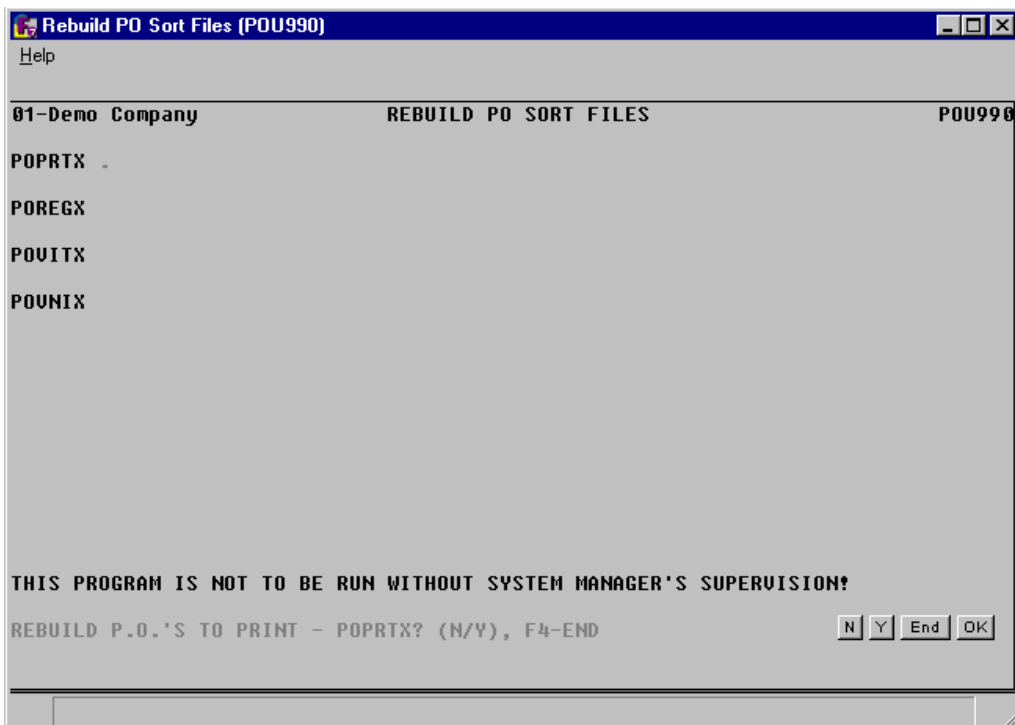 Rebuild PO Sort Files (POU990)
Help
01-Demo Company REBUILD PO SORT FILES POU990
POPRTX .
POREGX
POVITX
POVNIX
THIS PROGRAM IS NOT TO BE RUN WITHOUT SYSTEM MANAGER'S SUPERVISION!
REBUILD P.O.'S TO PRINT - POPRTX? (N/Y), F4-END N Y End OK